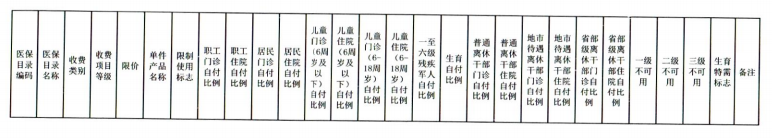 医保目录编码
医保目录名称
收费类别
收费项目等级
限价
单件产品名称
限制使用标志
职工门诊自付比例
职工住院自付比例
居民门诊自付比例
居民住院自付比例
儿童门诊(6周岁及以下)自付比例
儿童住院(6周岁及以下)自付比例
儿童门诊(6-18周岁)自付比例
儿童住院(6-18周岁)自付比例
一至六级残疾军人自付比例
生育自付比例
普通离休干部门诊自付比例
普通离休干部住院自付比例
地市待遇离休干部门诊自付比例
地市待遇离休干部住院自付比例
省部级离休干部门诊自付比例
省部级离休干部住院自付比例
一级不可用
二级不可用
三级不可用
生育特需标志
备注